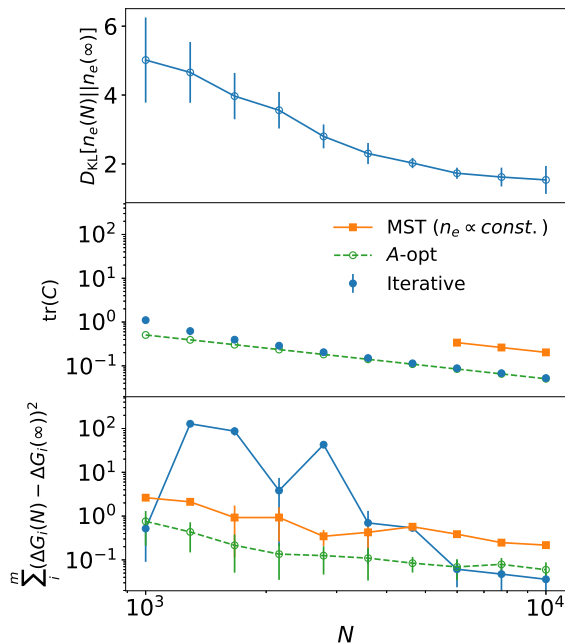 6
4
2
D_KL[n_e(N)||n_e(∞)]
10^2
10^1
10^0
10^-1
tr(C)
MST (n_e ∝ const.)
A-opt
Iterative
10^2
10^1
10^0
10^-1
∑_i^m(ΔG_i(N) − ΔG_i(∞))^2
10^3
10^4
N